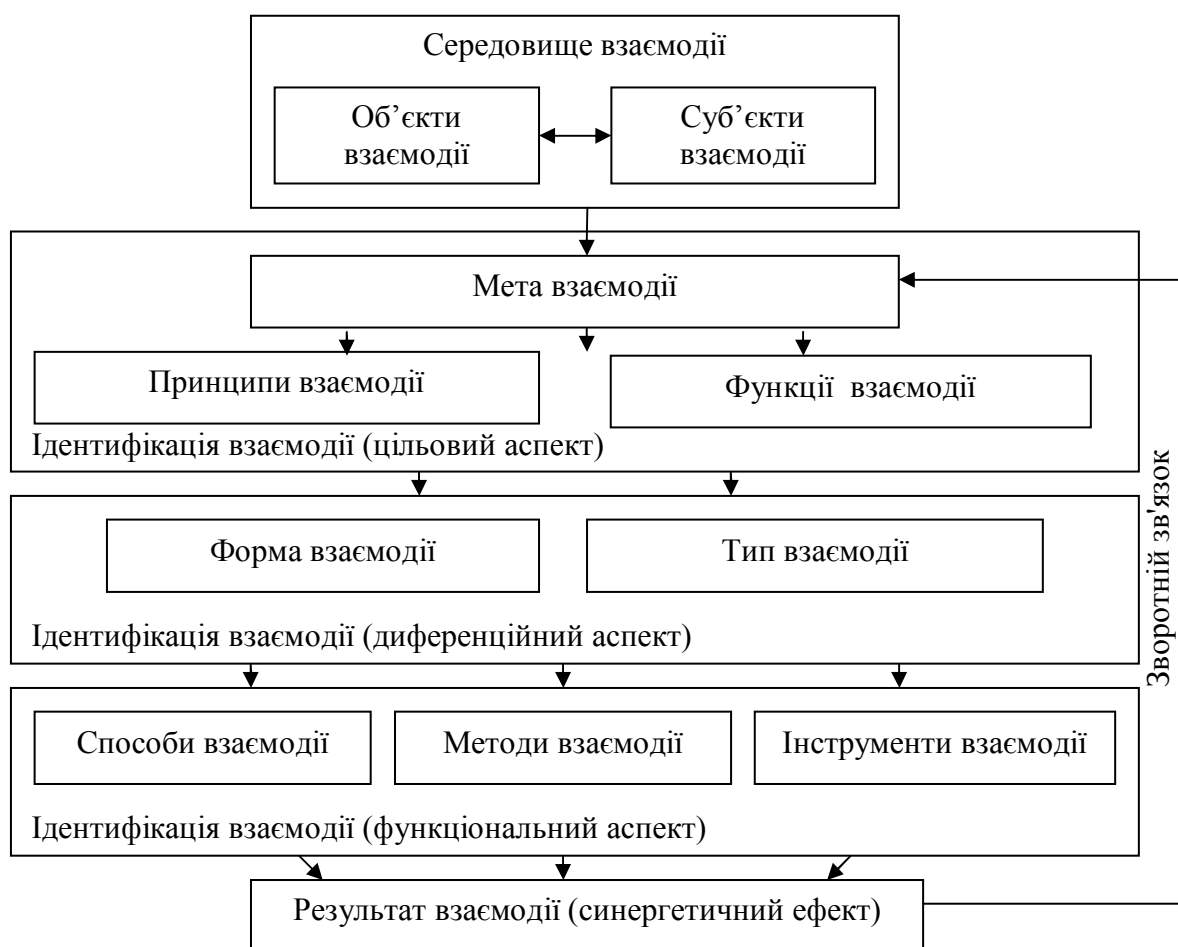 Середовище взаємодії
Об’єкти
взаємодії
Суб’єкти
взаємодії
Мета взаємодії
Принципи взаємодії
Функції взаємодії
Ідентифікація взаємодії (цільовий аспект)
Форма взаємодії
Тип взаємодії
Ідентифікація взаємодії (диференційний аспект)
Способи взаємодії
Методи взаємодії
Інструменти взаємодії
Ідентифікація взаємодії (функціональний аспект)
Результат взаємодії (синергетичний ефект)
Зворотній зв'язок